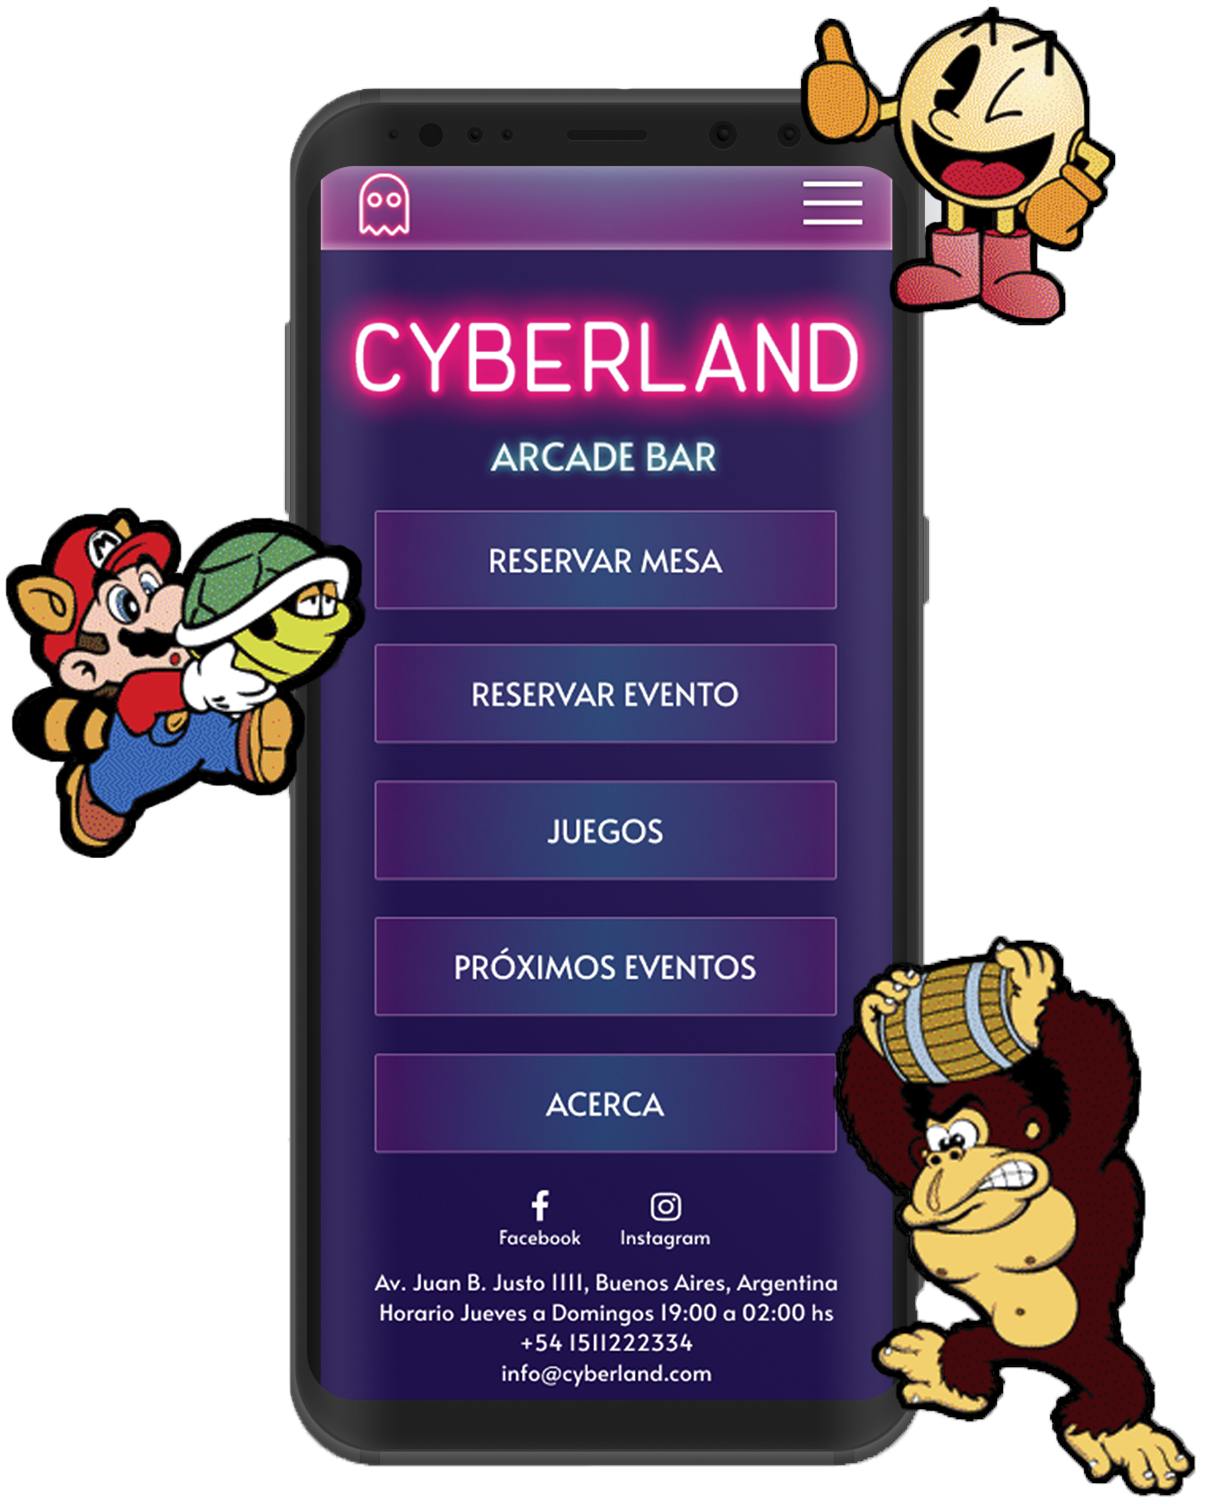 CYBERLAND
ARCADE BAR
RESERVAR MESA
RESERVAR EVENTO
JUEGOS
PRÓXIMOS EVENTOS
ACERCA
Facebook Instagram
Av. Juan B. Justo 1111, Buenos Aires, Argentina
Horario Jueves a Domingos 19:00 a 02:00 hs
+54 1511222334
info@cyberland.com
M